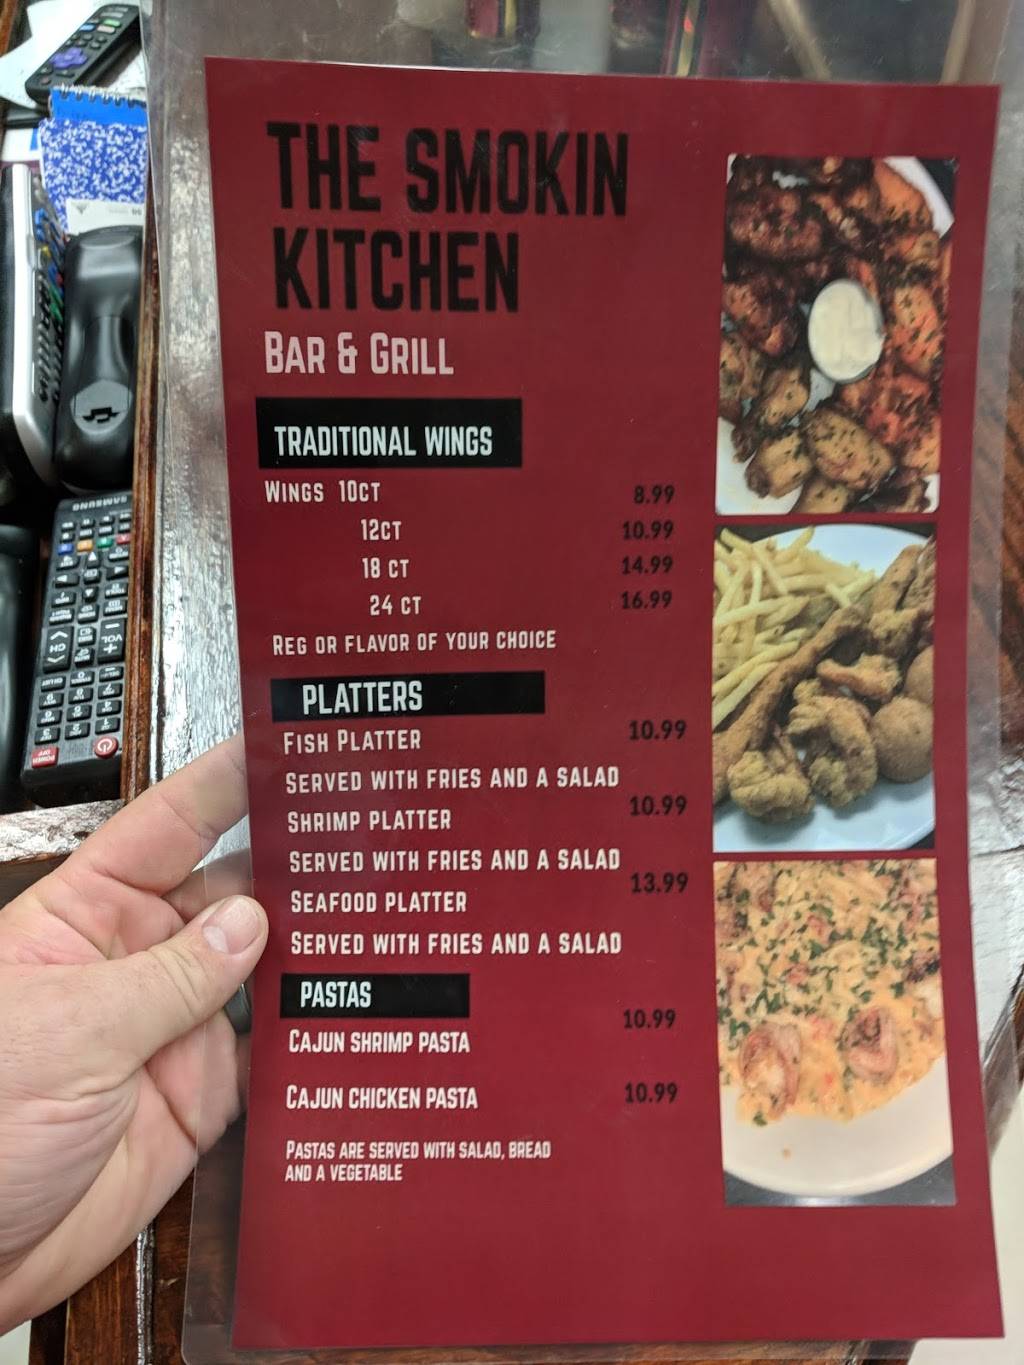 THE SMOKIN
KITCHEN
BAR & GRILL
TRADITIONAL WINGS
WINGS 10CT 8.99
12CT 10.99
18 CT 14.99
24 CT 16.99
REG OR FLAVOR OF YOUR CHOICE
PLATTERS
FISH PLATTER 10.99
SERVED WITH FRIES AND A SALAD
SHRIMP PLATTER 10.99
SERVED WITH FRIES AND A SALAD
SEAFOOD PLATTER 13.99
SERVED WITH FRIES AND A SALAD
PASTAS
CAJUN SHRIMP PASTA 10.99
CAJUN CHICKEN PASTA 10.99
PASTAS ARE SERVED WITH SALAD, BREAD
AND A VEGETABLE
SAMSUNG
CH
VOL
POWER